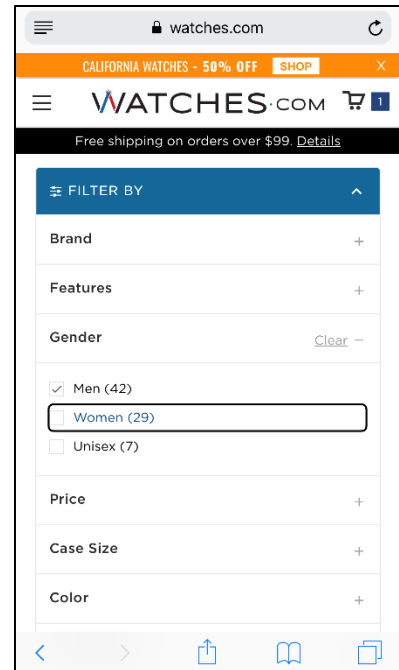 watches.com
CALIFORNIA WATCHES - 50% OFF SHOP X
WATCHES.COM 1
Free shipping on orders over $99. Details
FILTER BY
Brand +
Features +
Gender Clear −
Men (42)
Women (29)
Unisex (7)
Price +
Case Size +
Color +